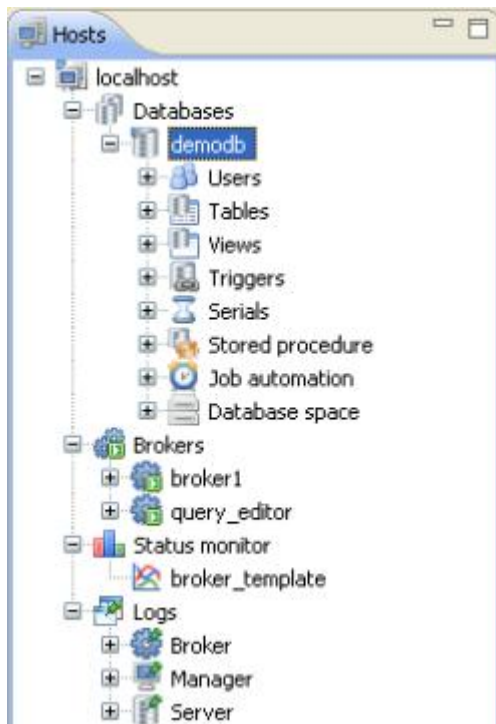 Hosts
localhost
Databases
demodb
Users
Tables
Views
Triggers
Serials
Stored procedure
Job automation
Database space
Brokers
broker1
query_editor
Status monitor
broker_template
Logs
Broker
Manager
Server